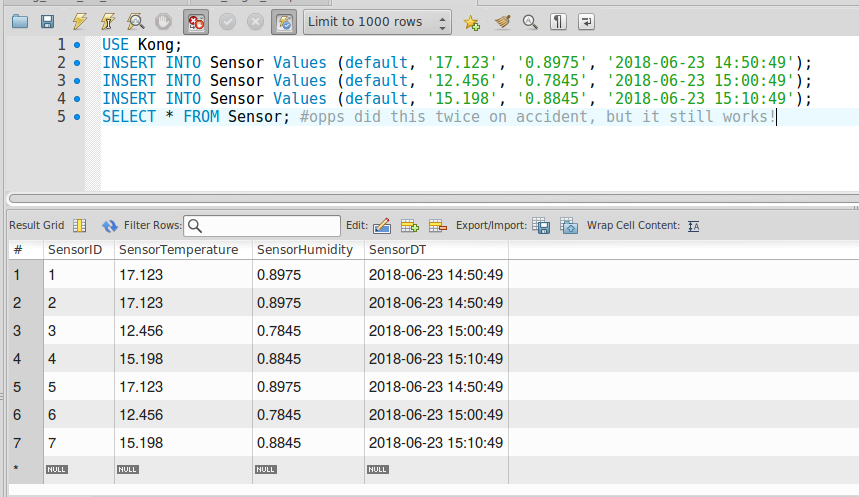 Limit to 1000 rows
1 USE Kong;
2 INSERT INTO Sensor Values (default, '17.123', '0.8975', '2018-06-23 14:50:49');
3 INSERT INTO Sensor Values (default, '12.456', '0.7845', '2018-06-23 15:00:49');
4 INSERT INTO Sensor Values (default, '15.198', '0.8845', '2018-06-23 15:10:49');
5 SELECT * FROM Sensor; #opps did this twice on accident, but it still works!
Result Grid Filter Rows: Edit: Export/Import: Wrap Cell Content:
# SensorID SensorTemperature SensorHumidity SensorDT
1 1 17.123 0.8975 2018-06-23 14:50:49
2 2 17.123 0.8975 2018-06-23 14:50:49
3 3 12.456 0.7845 2018-06-23 15:00:49
4 4 15.198 0.8845 2018-06-23 15:10:49
5 5 17.123 0.8975 2018-06-23 14:50:49
6 6 12.456 0.7845 2018-06-23 15:00:49
7 7 15.198 0.8845 2018-06-23 15:10:49
* NULL NULL NULL NULL